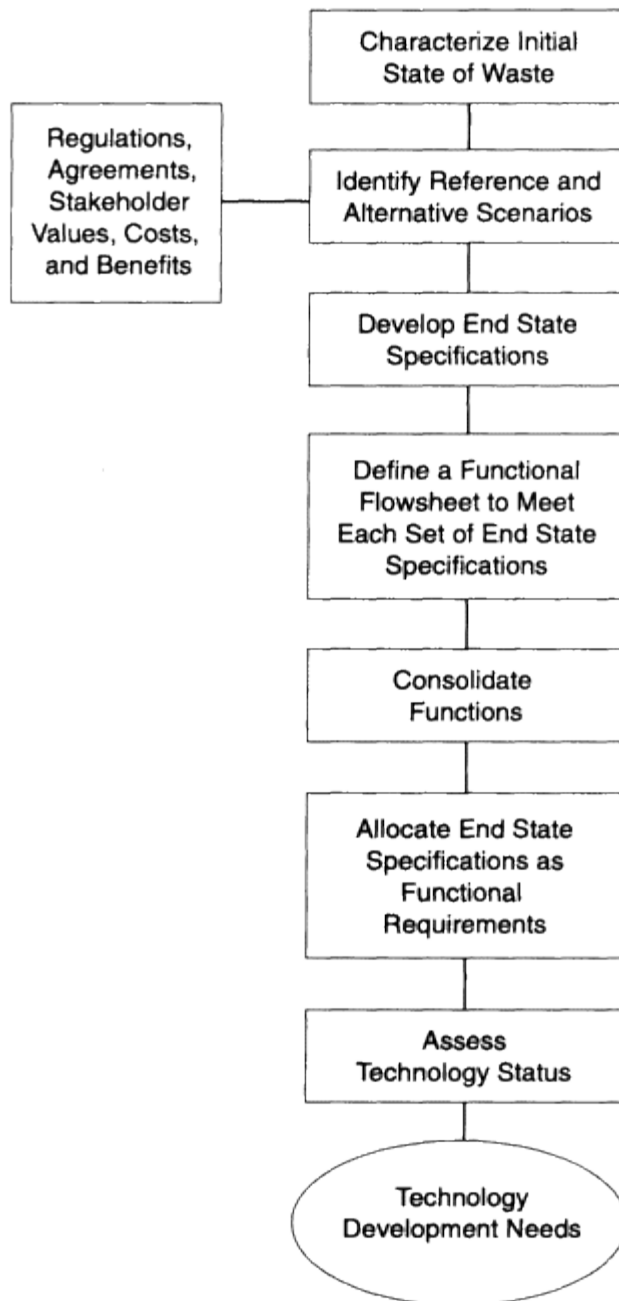 Characterize Initial
State of Waste
Regulations,
Agreements,
Stakeholder
Values, Costs,
and Benefits
Identify Reference and
Alternative Scenarios
Develop End State
Specifications
Define a Functional
Flowsheet to Meet
Each Set of End State
Specifications
Consolidate
Functions
Allocate End State
Specifications as
Functional
Requirements
Assess
Technology Status
Technology
Development Needs